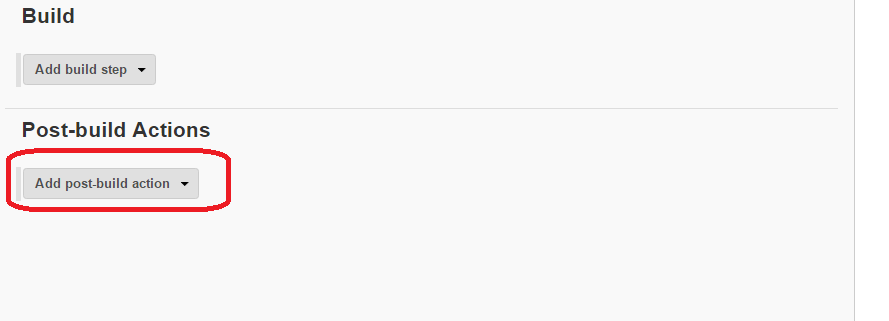 Build
Add build step
Post-build Actions
Add post-build action